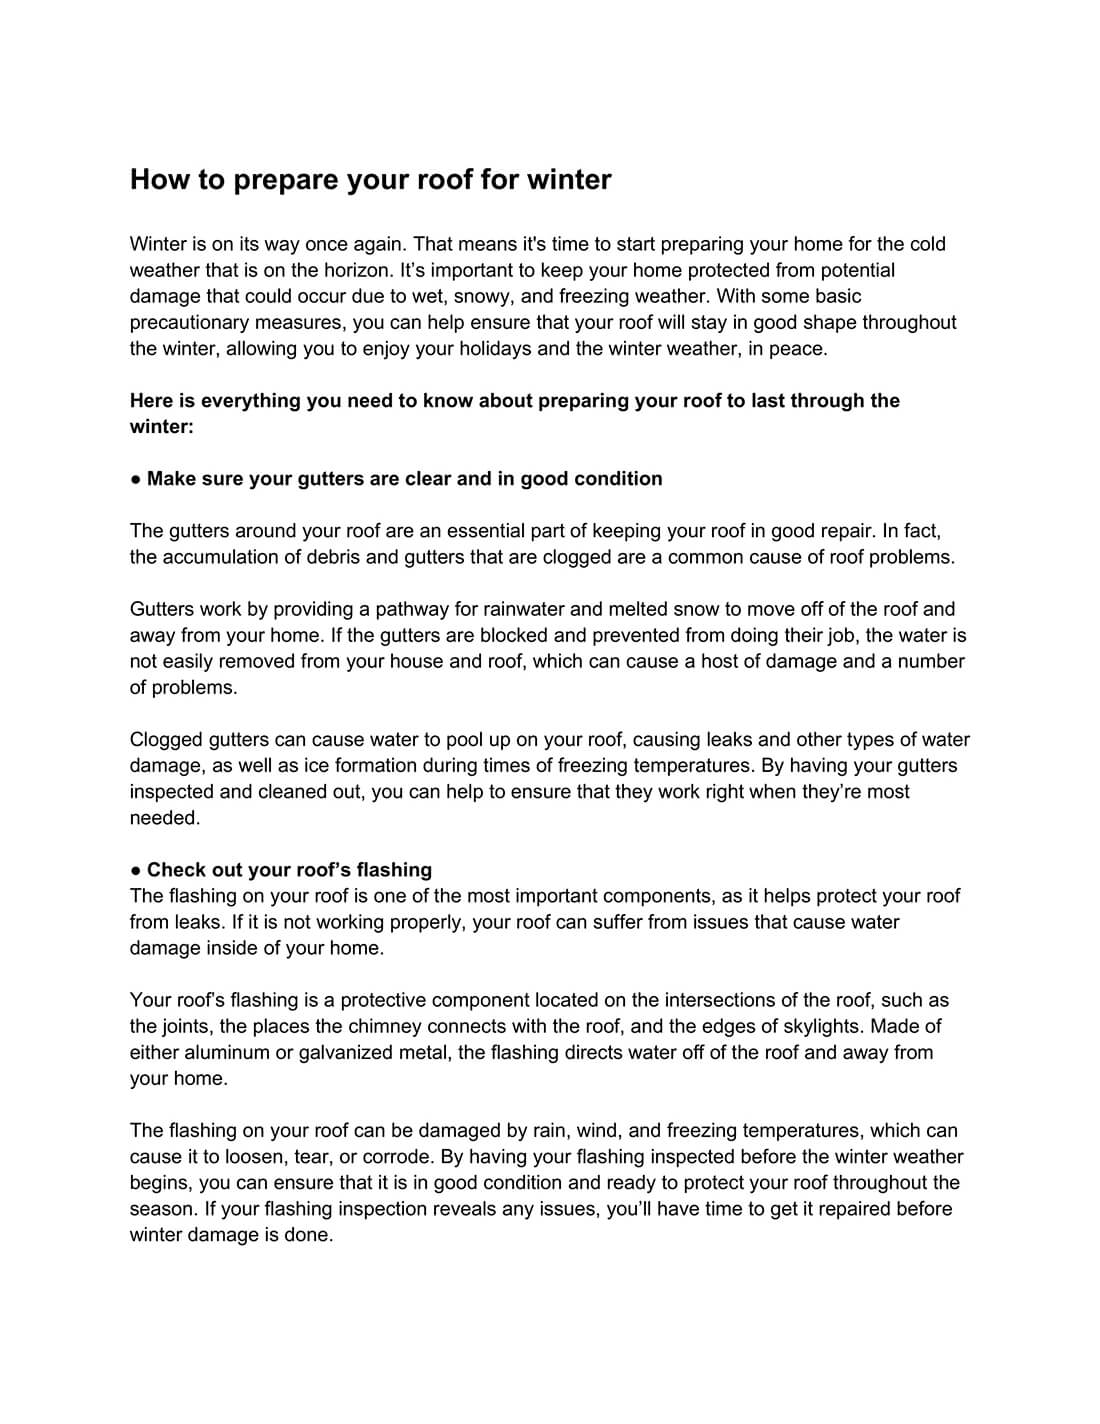 How to prepare your roof for winter
Winter is on its way once again. That means it's time to start preparing your home for the cold
weather that is on the horizon. It’s important to keep your home protected from potential
damage that could occur due to wet, snowy, and freezing weather. With some basic
precautionary measures, you can help ensure that your roof will stay in good shape throughout
the winter, allowing you to enjoy your holidays and the winter weather, in peace.
Here is everything you need to know about preparing your roof to last through the
winter:
● Make sure your gutters are clear and in good condition
The gutters around your roof are an essential part of keeping your roof in good repair. In fact,
the accumulation of debris and gutters that are clogged are a common cause of roof problems.
Gutters work by providing a pathway for rainwater and melted snow to move off of the roof and
away from your home. If the gutters are blocked and prevented from doing their job, the water is
not easily removed from your house and roof, which can cause a host of damage and a number
of problems.
Clogged gutters can cause water to pool up on your roof, causing leaks and other types of water
damage, as well as ice formation during times of freezing temperatures. By having your gutters
inspected and cleaned out, you can help to ensure that they work right when they’re most
needed.
● Check out your roof’s flashing
The flashing on your roof is one of the most important components, as it helps protect your roof
from leaks. If it is not working properly, your roof can suffer from issues that cause water
damage inside of your home.
Your roof's flashing is a protective component located on the intersections of the roof, such as
the joints, the places the chimney connects with the roof, and the edges of skylights. Made of
either aluminum or galvanized metal, the flashing directs water off of the roof and away from
your home.
The flashing on your roof can be damaged by rain, wind, and freezing temperatures, which can
cause it to loosen, tear, or corrode. By having your flashing inspected before the winter weather
begins, you can ensure that it is in good condition and ready to protect your roof throughout the
season. If your flashing inspection reveals any issues, you’ll have time to get it repaired before
winter damage is done.